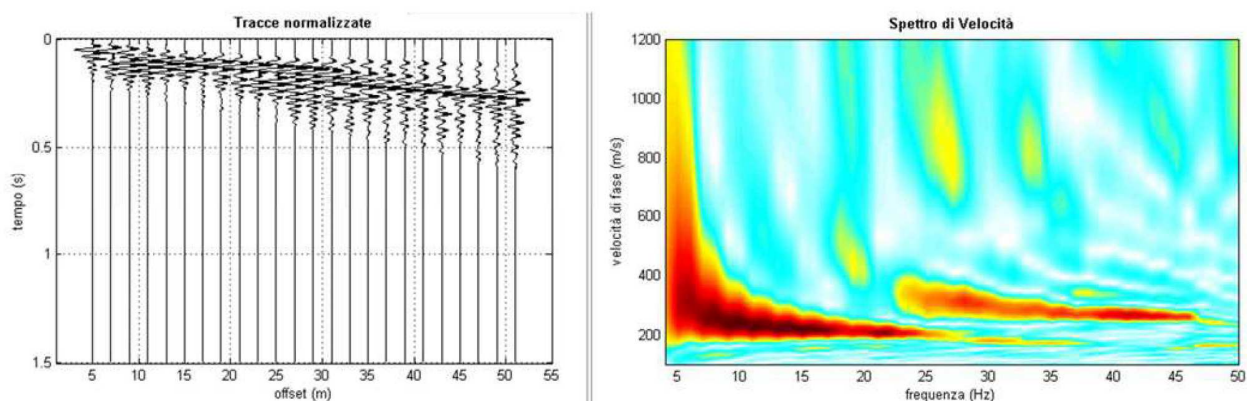 Tracce normalizzate
0
0.5
1
1.5
tempo (s)
5 10 15 20 25 30 35 40 45 50 55
offset (m)
Spettro di Velocità
1200
1000
800
600
400
200
velocità di fase (m/s)
5 10 15 20 25 30 35 40 45 50
frequenza (Hz)